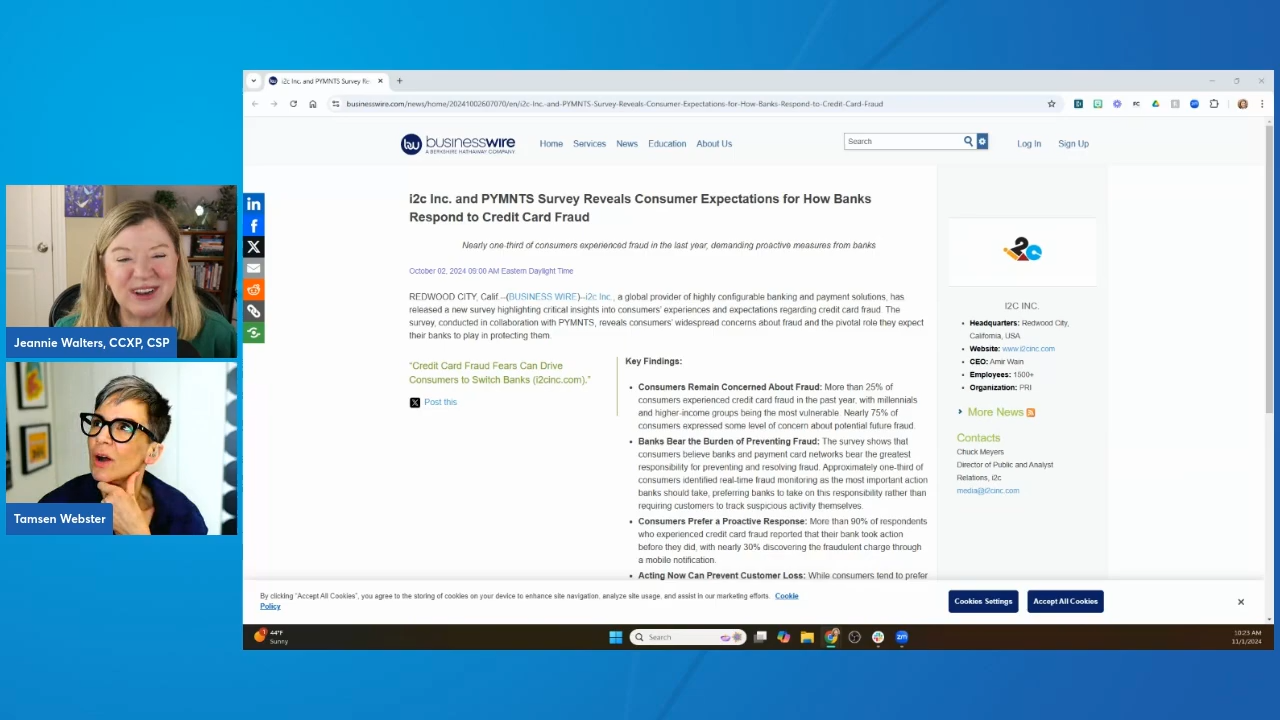 i2c Inc. and PYMNTS Survey Re
businesswire.com/news/home/20241002607070/en/i2c-Inc.-and-PYMNTS-Survey-Reveals-Consumer-Expectations-for-How-Banks-Respond-to-Credit-Card-Fraud
businesswire
A BERKSHIRE HATHAWAY COMPANY
Home Services News Education About Us
Search
Log In Sign Up
i2c Inc. and PYMNTS Survey Reveals Consumer Expectations for How Banks
Respond to Credit Card Fraud
Nearly one-third of consumers experienced fraud in the last year, demanding proactive measures from banks
October 02, 2024 09:00 AM Eastern Daylight Time
REDWOOD CITY, Calif.--(BUSINESS WIRE)--i2c Inc., a global provider of highly configurable banking and payment solutions, has
released a new survey highlighting critical insights into consumers' experiences and expectations regarding credit card fraud. The
survey, conducted in collaboration with PYMNTS, reveals consumers' widespread concerns about fraud and the pivotal role they expect
their banks to play in protecting them.
"Credit Card Fraud Fears Can Drive
Consumers to Switch Banks (i2cinc.com)."
Post this
Key Findings:
Consumers Remain Concerned About Fraud: More than 25% of
consumers experienced credit card fraud in the past year, with millennials
and higher-income groups being the most vulnerable. Nearly 75% of
consumers expressed some level of concern about potential future fraud.
Banks Bear the Burden of Preventing Fraud: The survey shows that
consumers believe banks and payment card networks bear the greatest
responsibility for preventing and resolving fraud. Approximately one-third of
consumers identified real-time fraud monitoring as the most important action
banks should take, preferring banks to take on this responsibility rather than
requiring customers to track suspicious activity themselves.
Consumers Prefer a Proactive Response: More than 90% of respondents
who experienced credit card fraud reported that their bank took action
before they did, with nearly 30% discovering the fraudulent charge through
a mobile notification.
Acting Now Can Prevent Customer Loss: While consumers tend to prefer
i2c
I2C INC.
Headquarters: Redwood City,
California, USA
Website: www.i2cinc.com
CEO: Amir Wain
Employees: 1500+
Organization: PRI
More News
Contacts
Chuck Meyers
Director of Public and Analyst
Relations, i2c
media@i2cinc.com
Jeannie Walters, CCXP, CSP
Tamsen Webster
By clicking "Accept All Cookies", you agree to the storing of cookies on your device to enhance site navigation, analyze site usage, and assist in our marketing efforts. Cookie
Policy
Cookies Settings
Accept All Cookies
44°F
Sunny
Search
zm
10:23 AM
11/1/2024